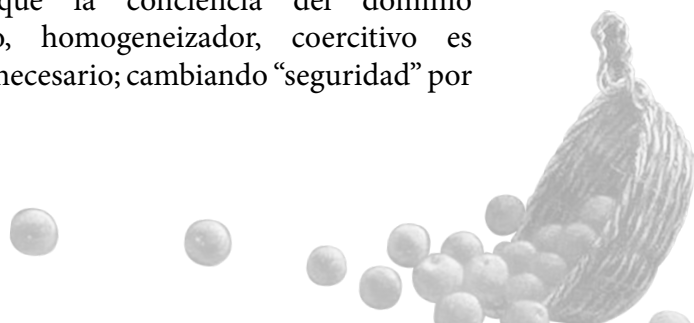 que la conciencia del dominio
homogeneizador, coercitivo es
necesario; cambiando “seguridad” por